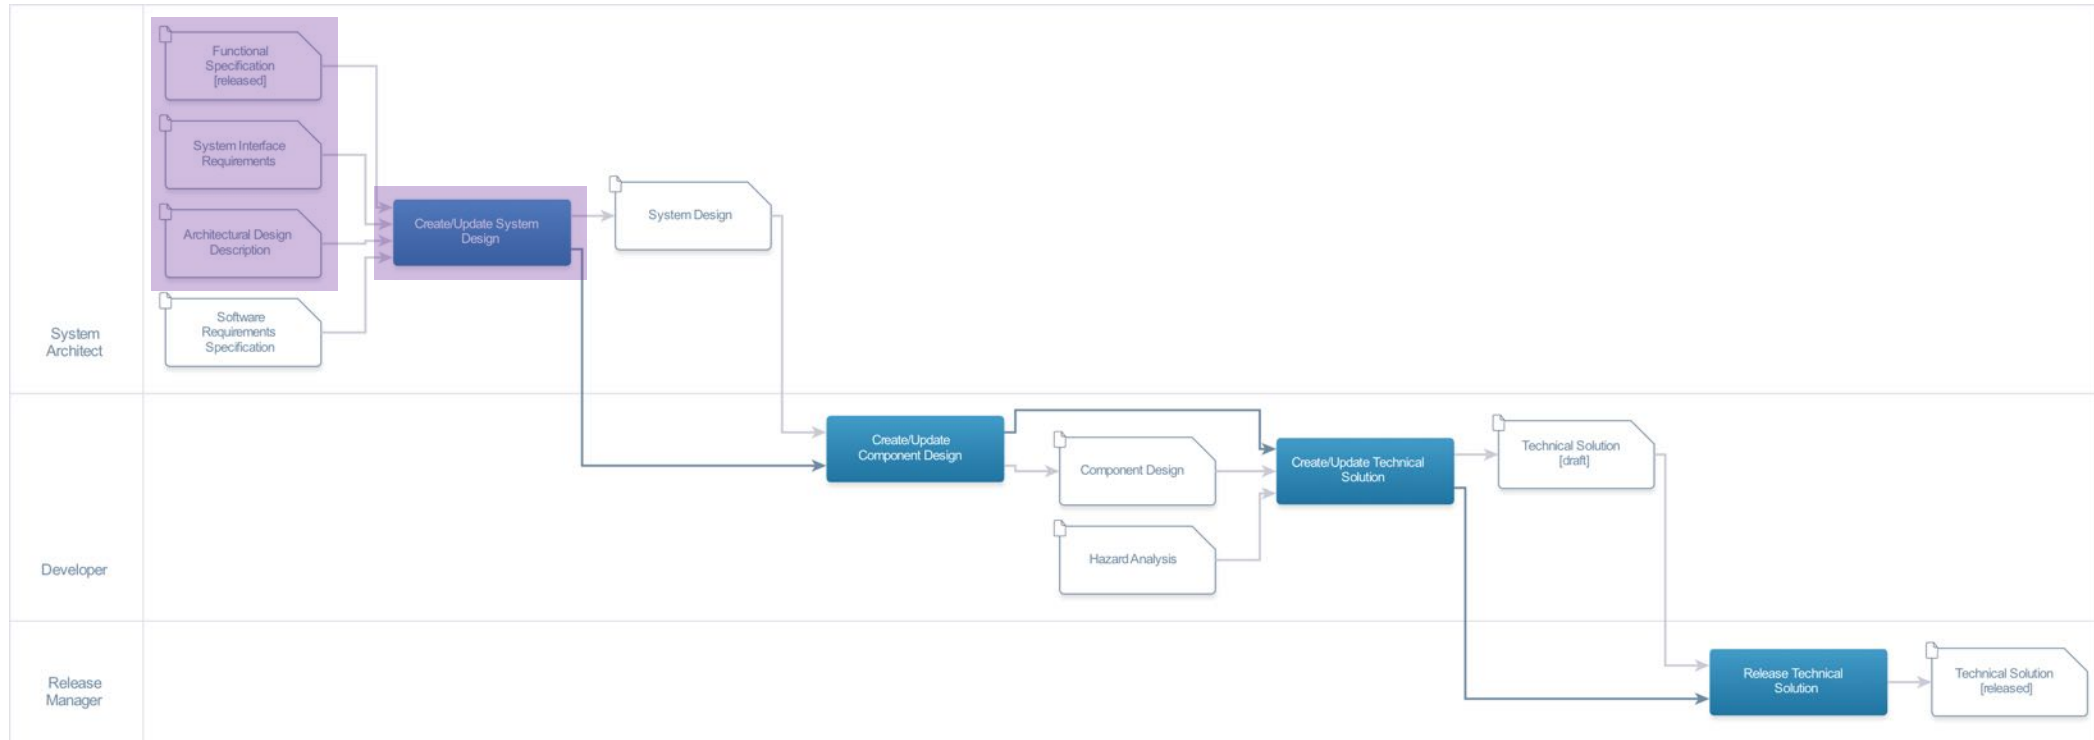 Functional
Specification
[released]
System Interface
Requirements
Architectural Design
Description
Software
Requirements
Specification
Create/Update System
Design
System Design
System
Architect
Create/Update
Component Design
Component Design
Hazard Analysis
Create/Update Technical
Solution
Technical Solution
[draft]
Developer
Release Technical
Solution
Technical Solution
[released]
Release
Manager